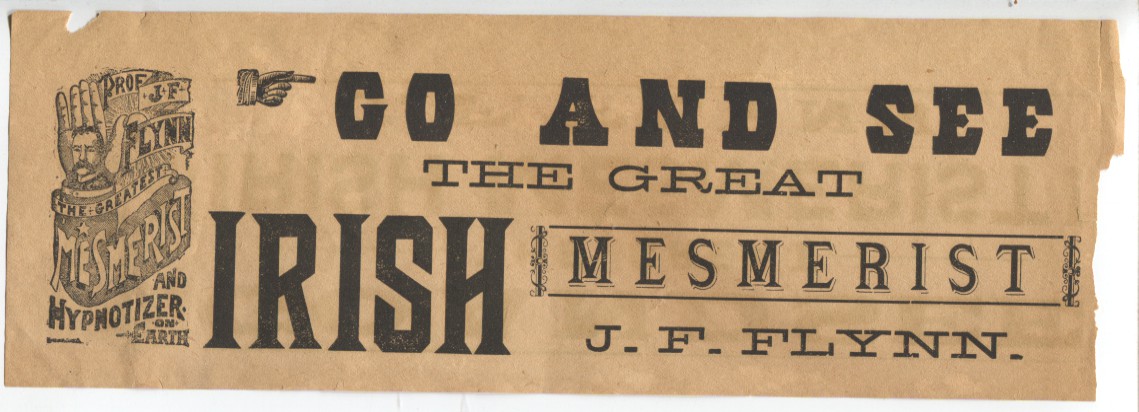 PROF. J. F.
FLYNN
THE GREATEST
MESMERIST
AND
HYPNOTIZER
ON
EARTH
GO AND SEE
THE GREAT
IRISH
MESMERIST
J. F. FLYNN.